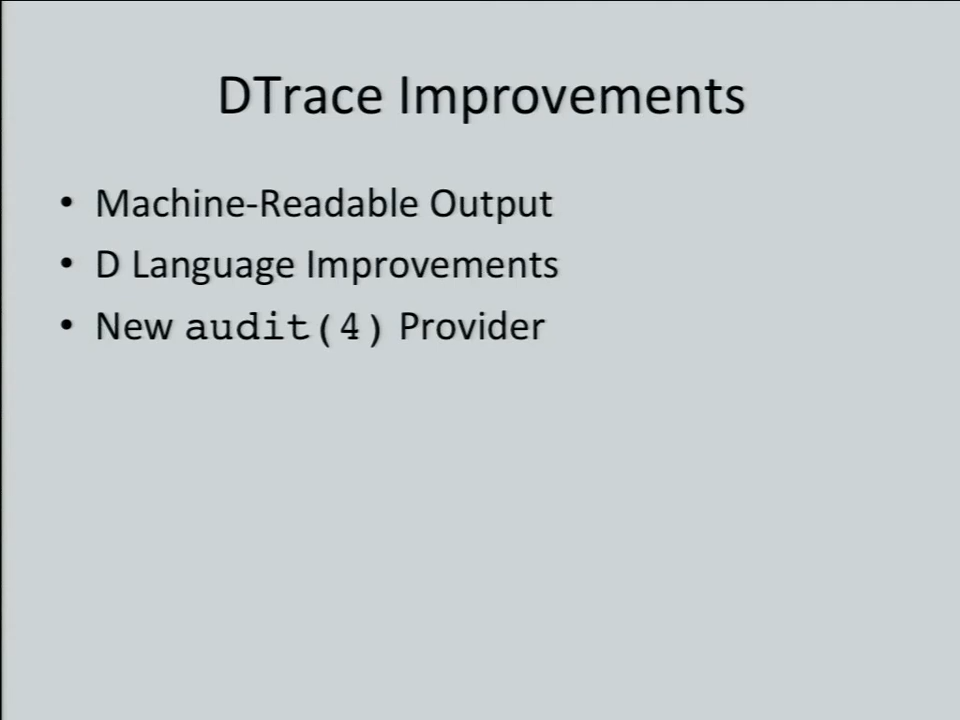 DTrace Improvements
• Machine-Readable Output
• D Language Improvements
• New audit(4) Provider